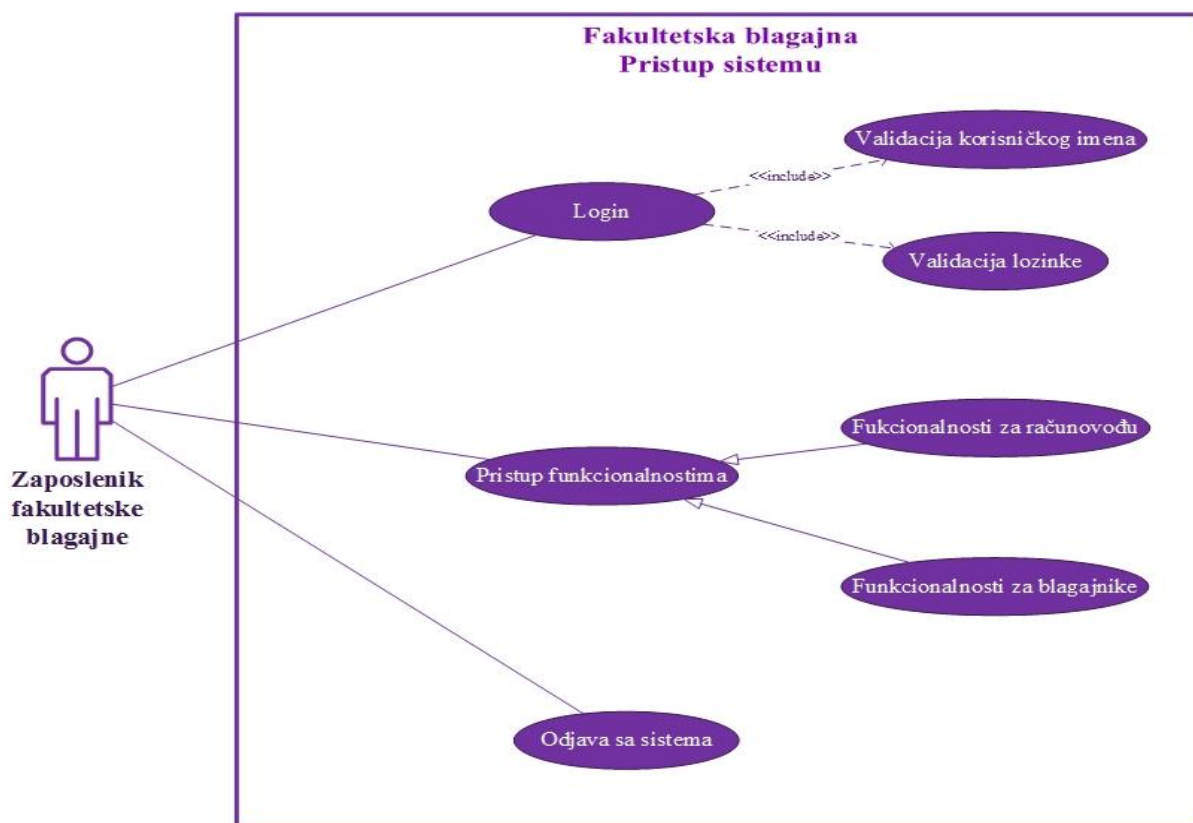 Fakultetska blagajna
Pristup sistemu
Validacija korisničkog imena
<<include>>
Login
<<include>>
Validacija lozinke
Zaposlenik
fakultetske
blagajne
Fukcionalnosti za računovođu
Pristup funkcionalnostima
Funkcionalnosti za blagajnike
Odjava sa sistema